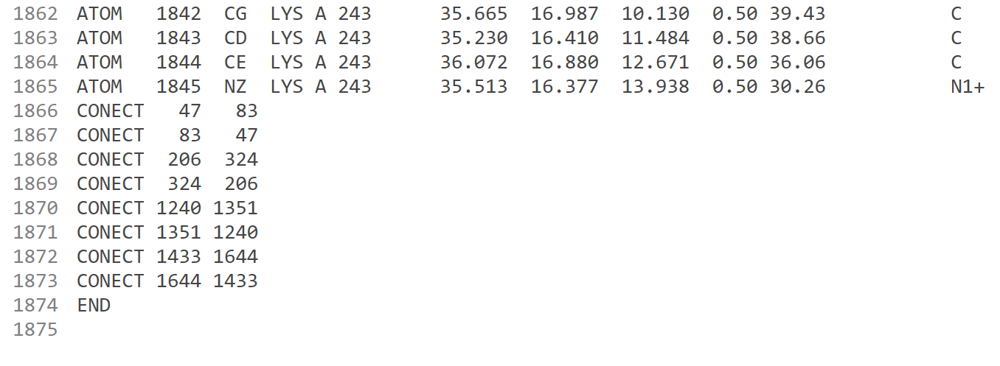 1862 ATOM   1842  CG  LYS A 243      35.665  16.987  10.130  0.50 39.43           C
1863 ATOM   1843  CD  LYS A 243      35.230  16.410  11.484  0.50 38.66           C
1864 ATOM   1844  CE  LYS A 243      36.072  16.880  12.671  0.50 36.06           C
1865 ATOM   1845  NZ  LYS A 243      35.513  16.377  13.938  0.50 30.26           N1+
1866 CONECT   47   83
1867 CONECT   83   47
1868 CONECT  206  324
1869 CONECT  324  206
1870 CONECT 1240 1351
1871 CONECT 1351 1240
1872 CONECT 1433 1644
1873 CONECT 1644 1433
1874 END
1875